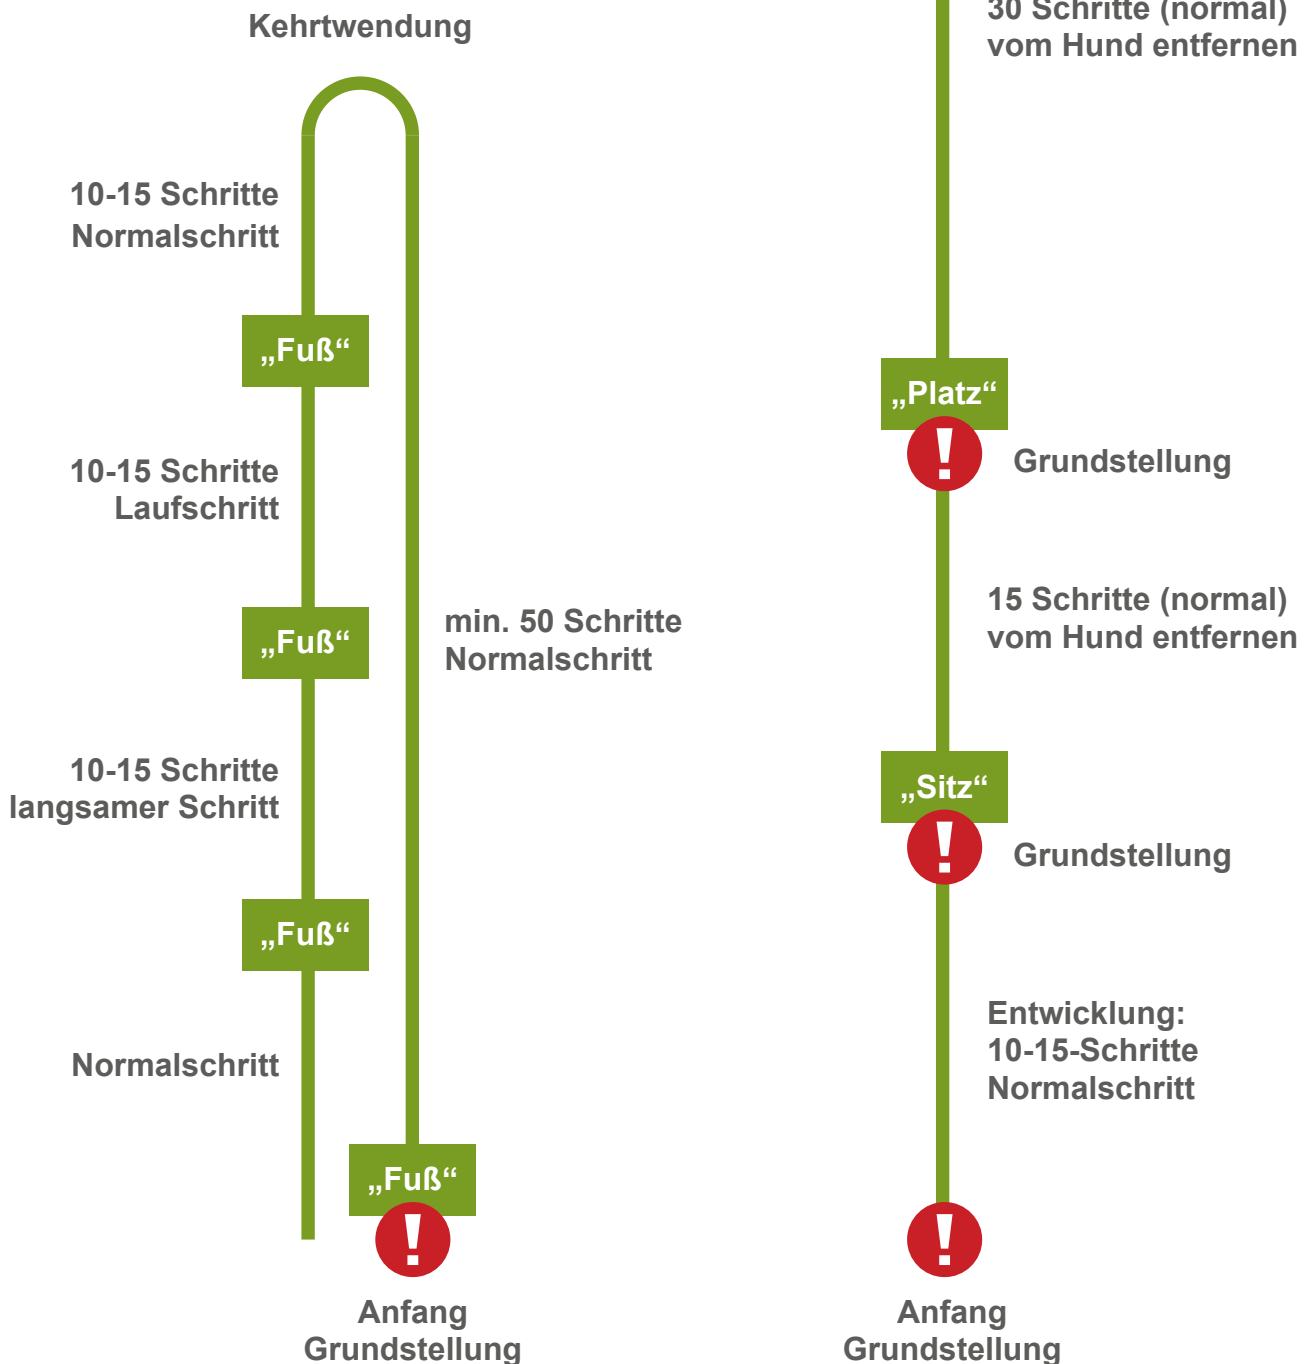 Kehrtwendung
10-15 Schritte
Normalschritt
„Fuß“
10-15 Schritte
Laufschritt
„Fuß“
min. 50 Schritte
Normalschritt
10-15 Schritte
langsamer Schritt
„Fuß“
Normalschritt
„Fuß“
!
Anfang
Grundstellung
30 Schritte (normal)
vom Hund entfernen
„Platz“
!
Grundstellung
15 Schritte (normal)
vom Hund entfernen
„Sitz“
!
Grundstellung
Entwicklung:
10-15-Schritte
Normalschritt
!
Anfang
Grundstellung